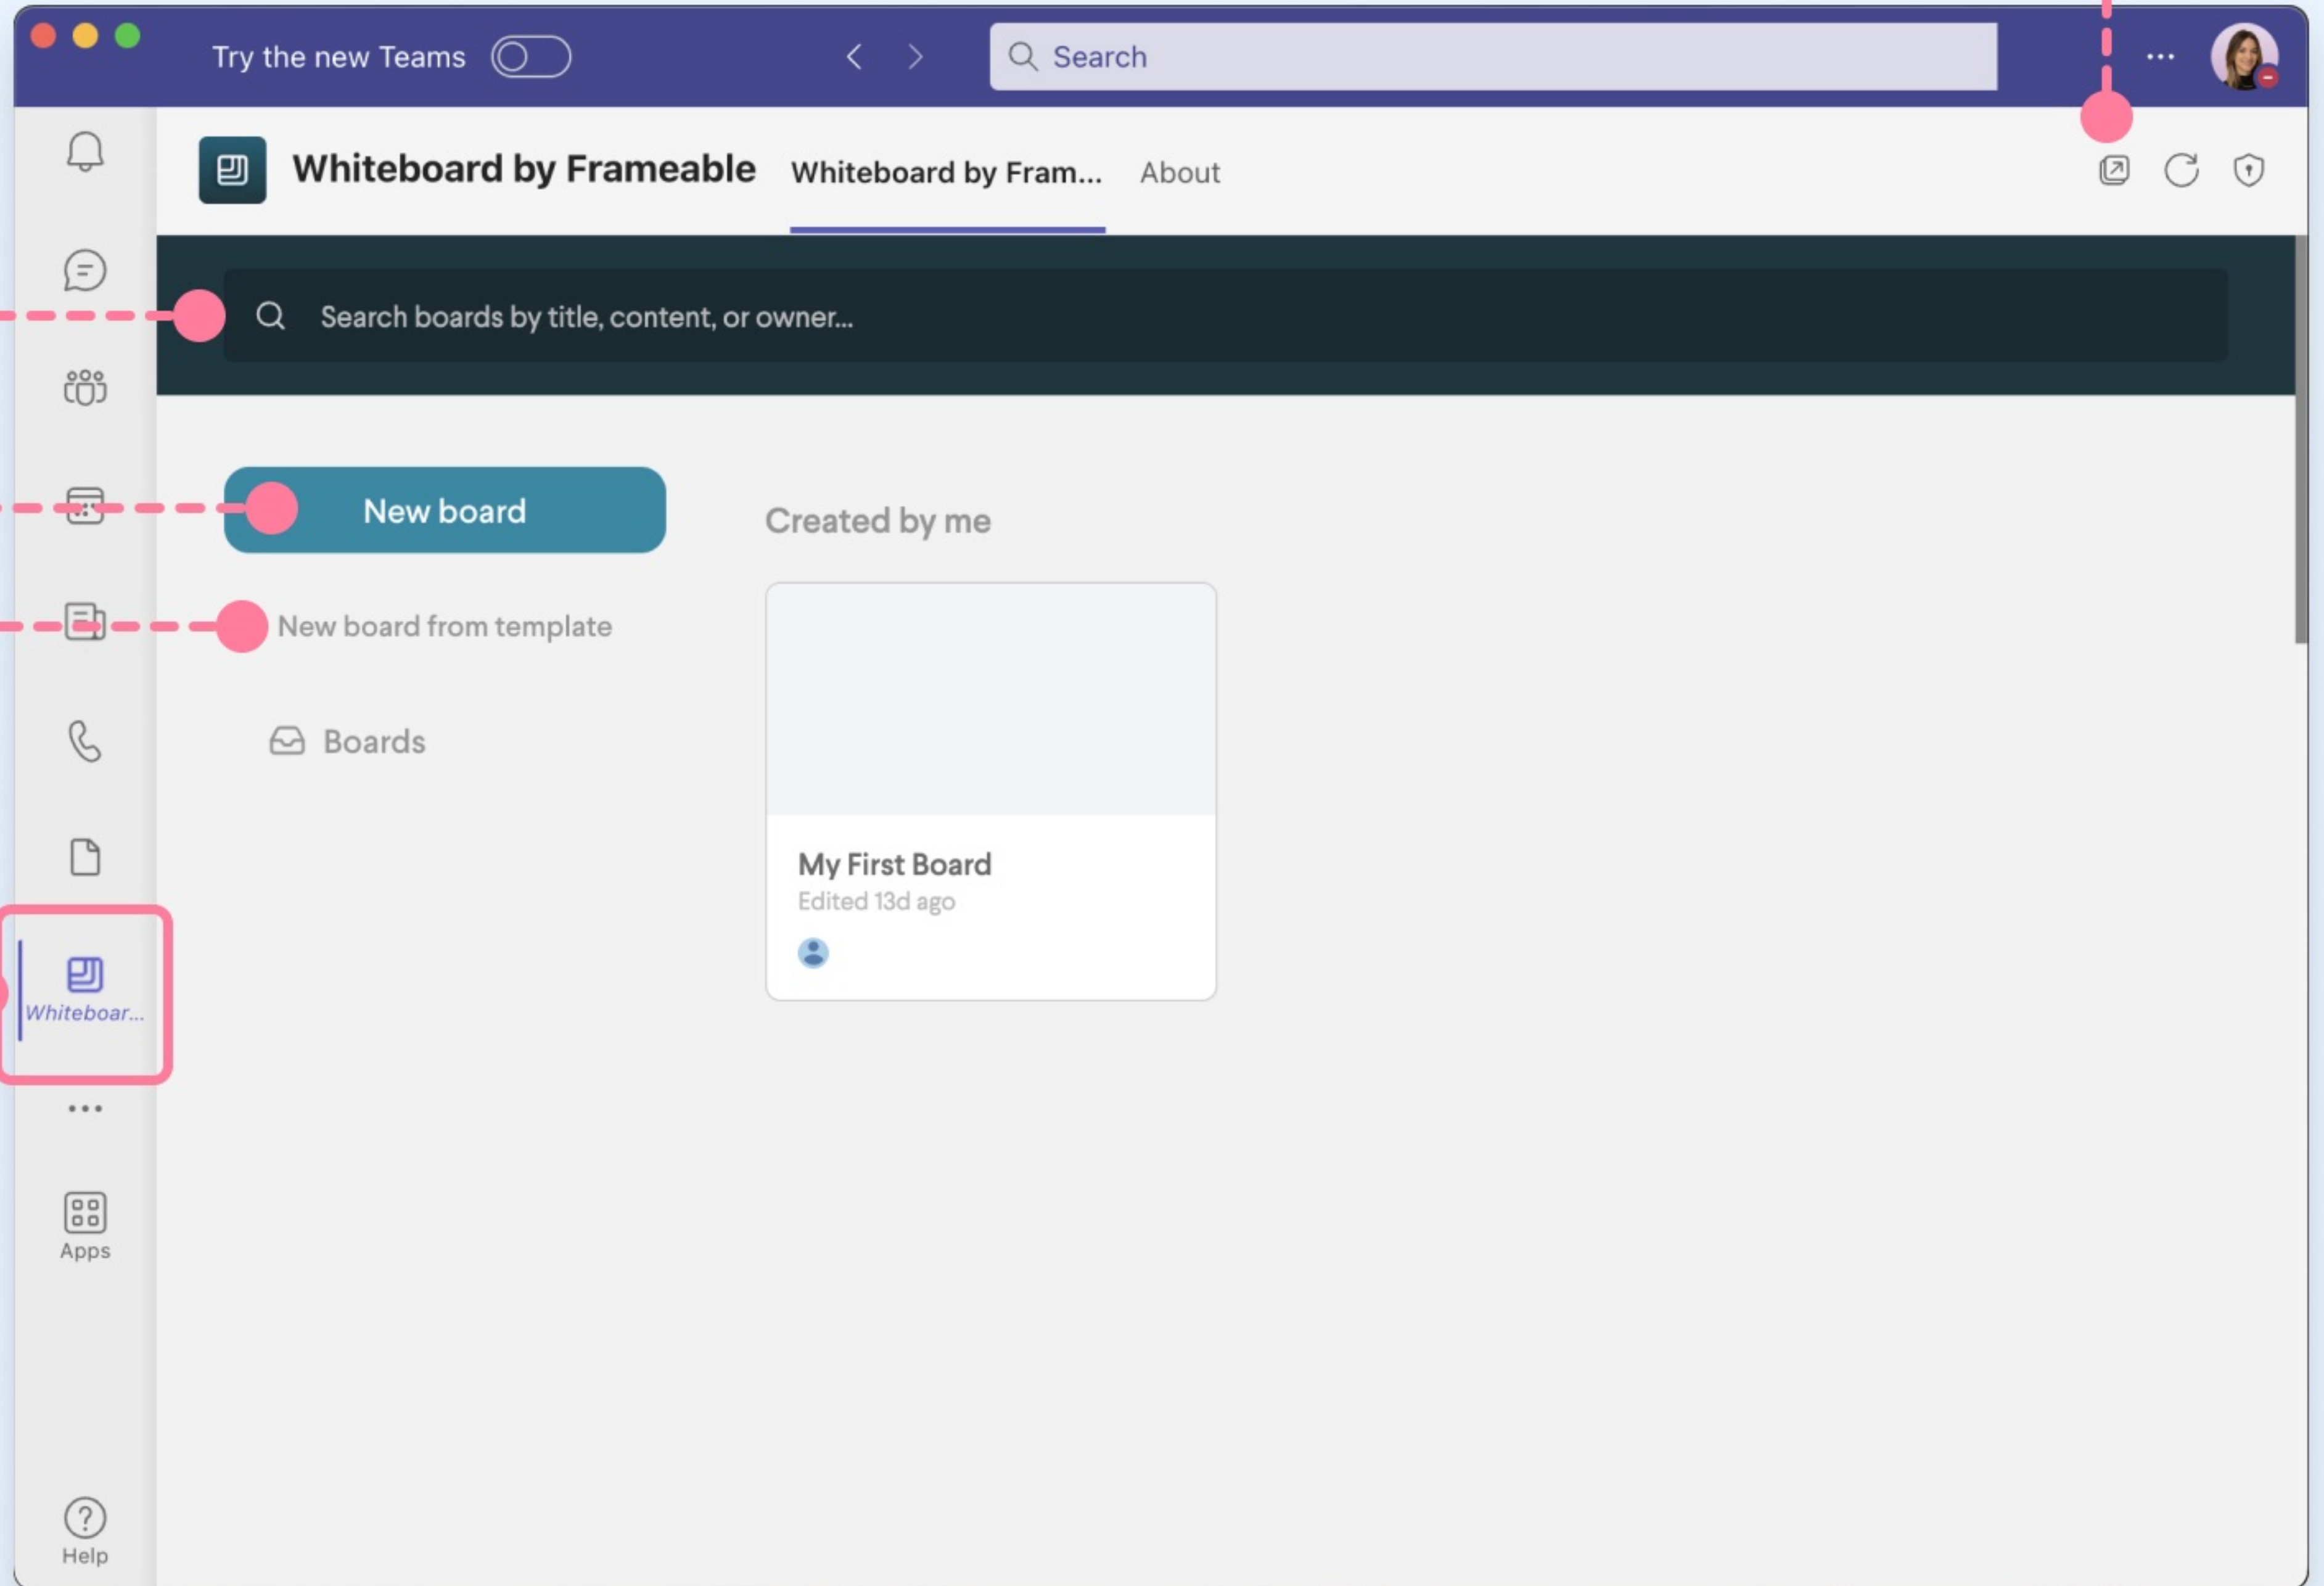 Try the new Teams
Search
Whiteboard by Frameable
Whiteboard by Fram...
About
Search boards by title, content, or owner...
New board
Created by me
New board from template
Boards
My First Board
Edited 13d ago
Whiteboar...
Apps
Help